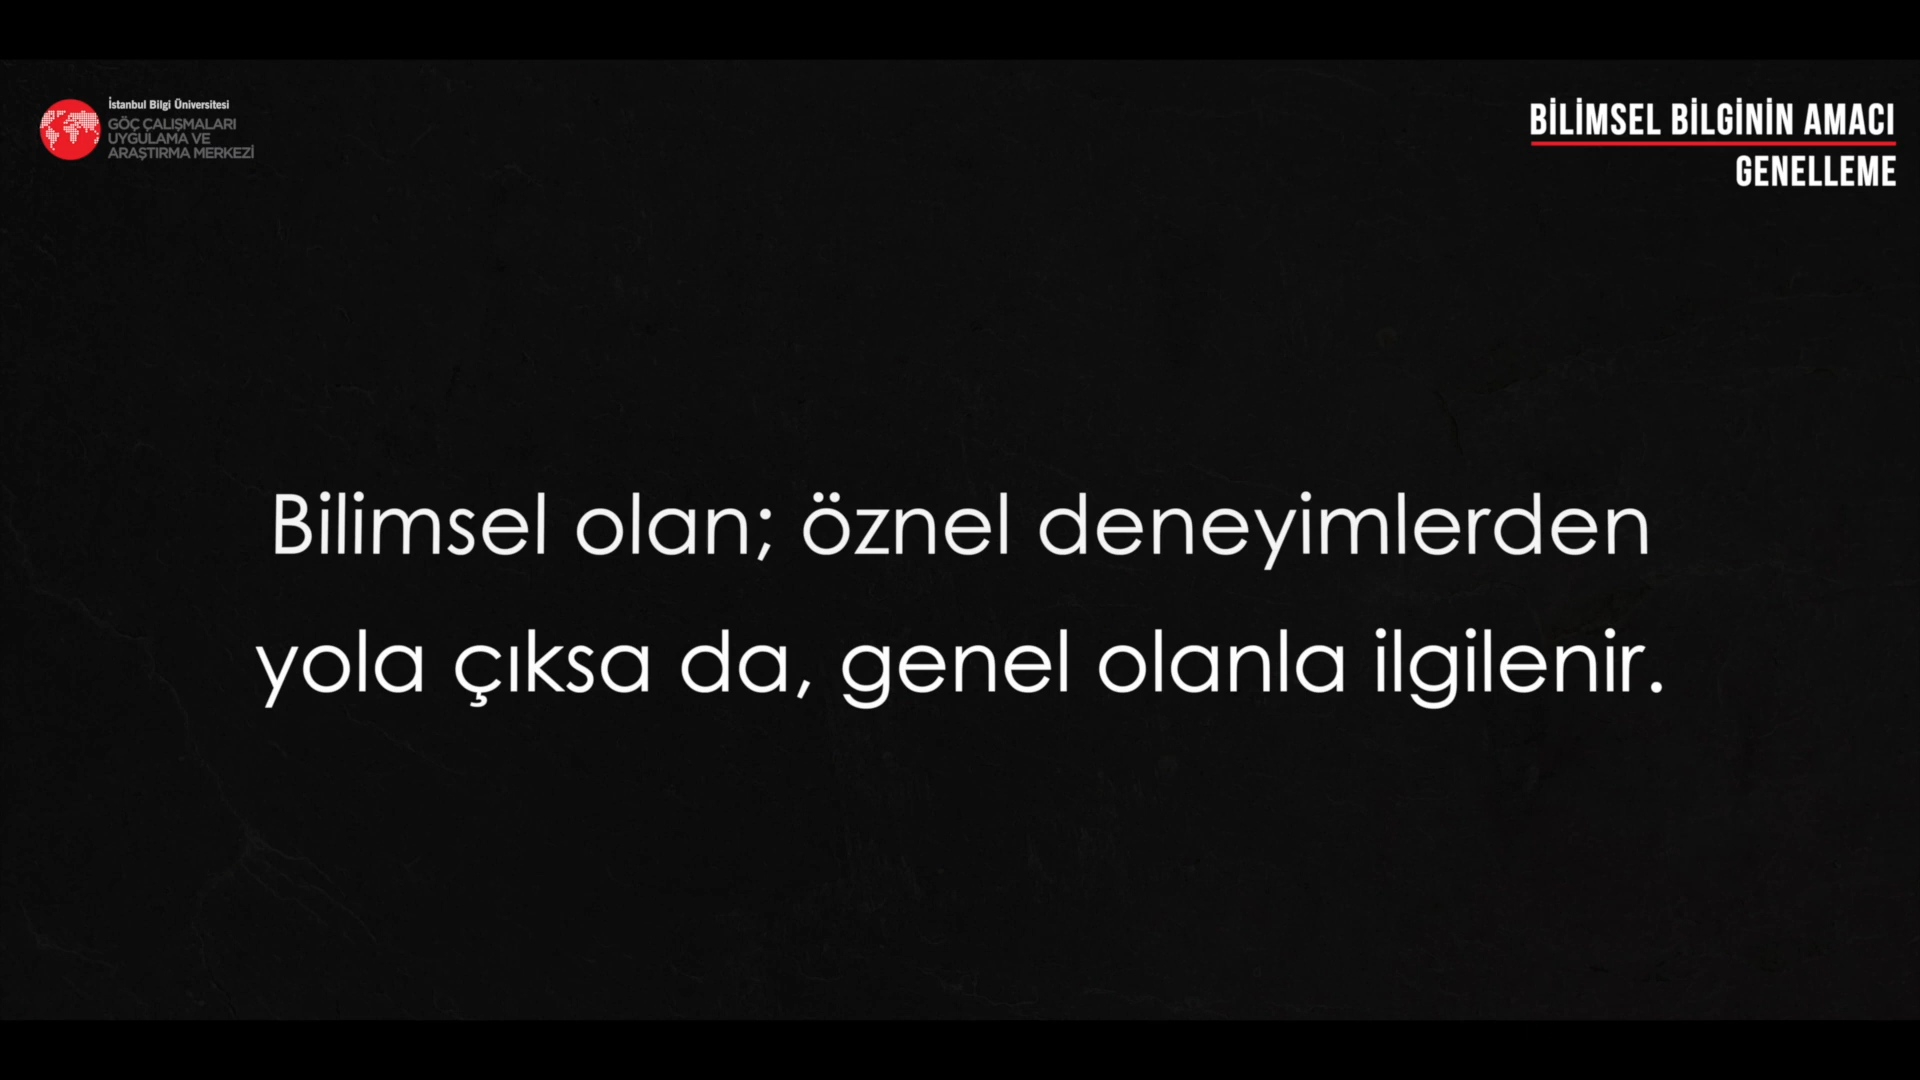 İstanbul Bilgi Üniversitesi
GÖÇ ÇALIŞMALARI
UYGULAMA VE
ARAŞTIRMA MERKEZİ
BİLİMSEL BİLGİNİN AMACI
GENELLEME
Bilimsel olan; öznel deneyimlerden
yola çıksa da, genel olanla ilgilenir.